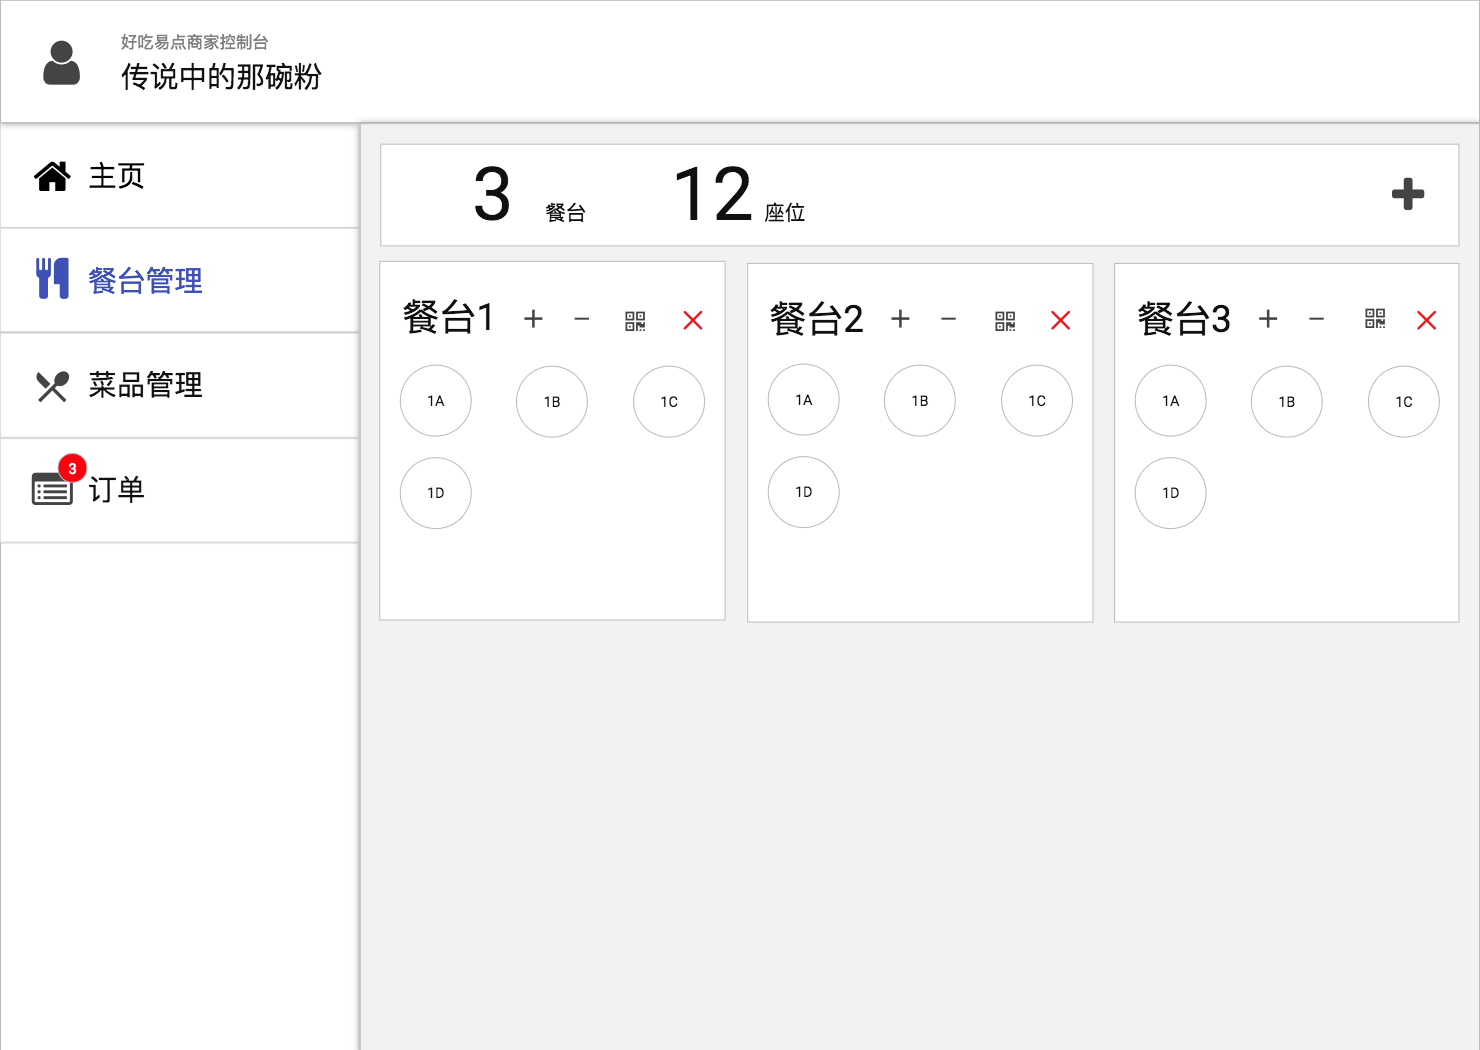 好吃易点商家控制台
传说中的那碗粉
主页
餐台管理
菜品管理
3
订单
3 餐台 12 座位
餐台1
1A 1B 1C
1D
餐台2
1A 1B 1C
1D
餐台3
1A 1B 1C
1D